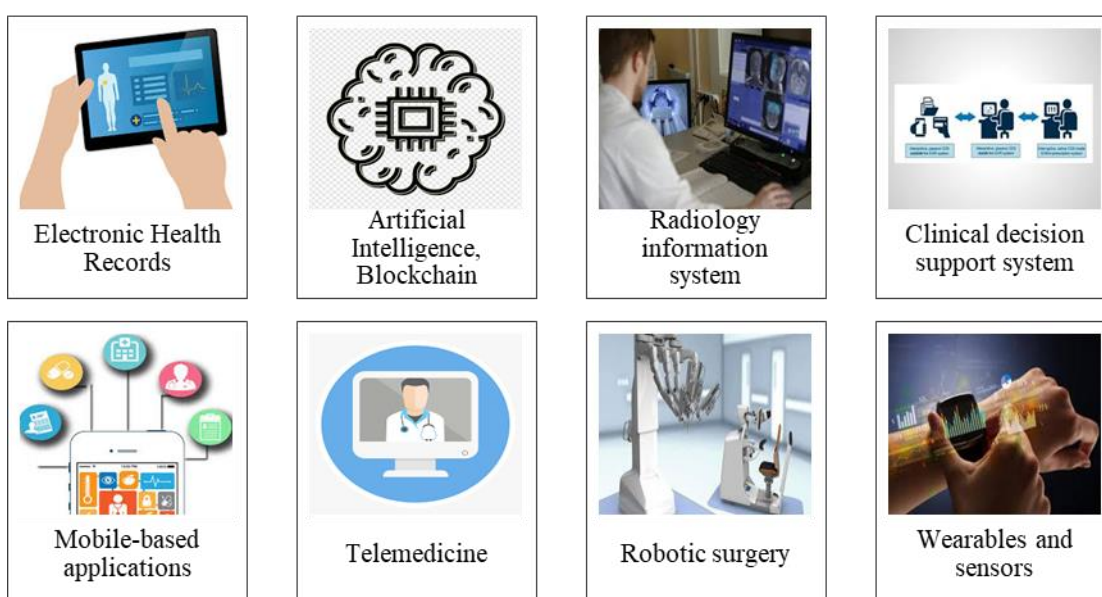 Electronic Health
Records
Artificial
Intelligence,
Blockchain
Radiology
information
system
Clinical decision
support system
Mobile-based
applications
Telemedicine
Robotic surgery
Wearables and
sensors